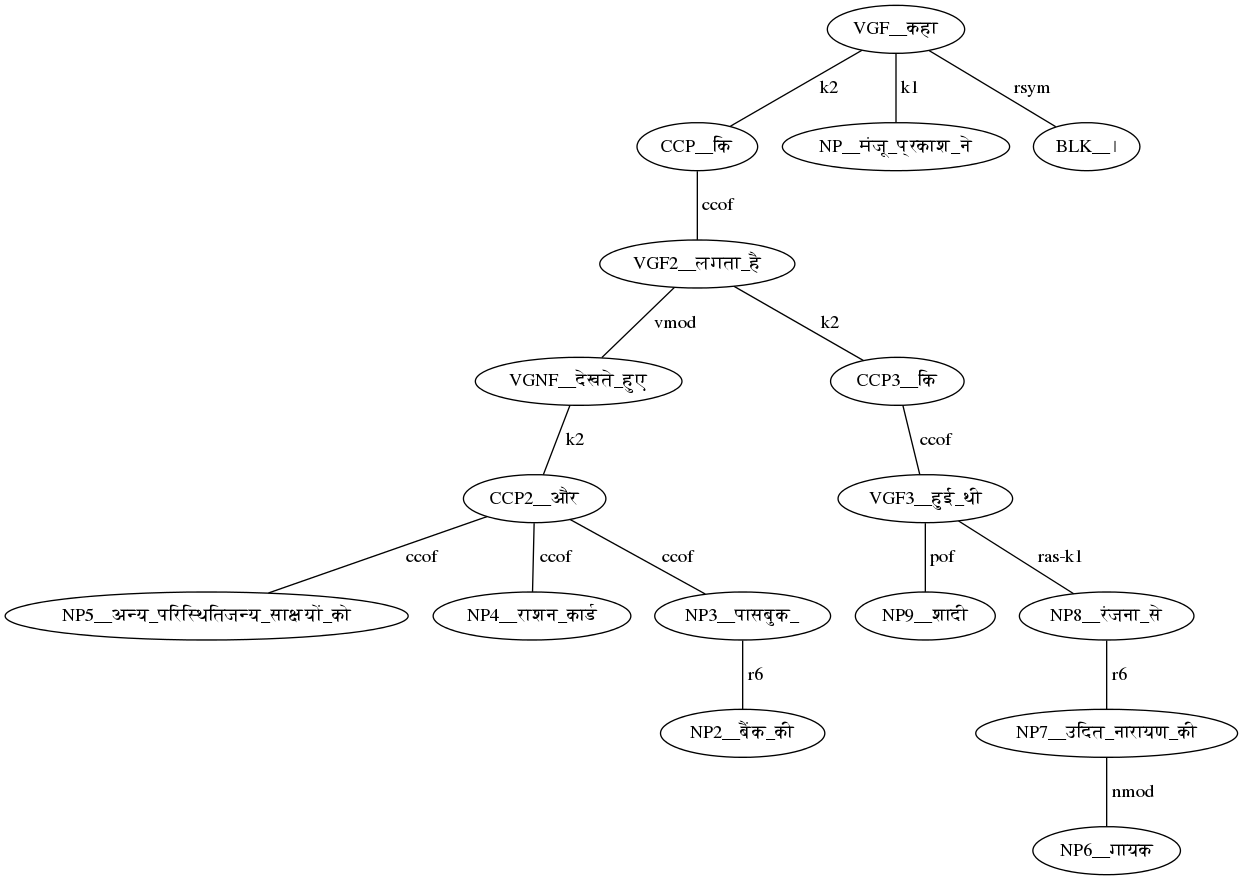 VGF__कहा
k2 k1 rsym
CCP__कि NP__मंजू_प्रकाश_ने BLK__।
ccof
VGF2__लगता_है
vmod k2
VGNF__देखते_हुए CCP3__कि
k2 ccof
CCP2__और VGF3__हुई_थी
ccof ccof ccof pof ras-k1
NP5__अन्य_परिस्थितिजन्य_साक्षयों_को NP4__राशन_कार्ड NP3__पासबुक_ NP9__शादी NP8__रंजना_से
r6 r6
NP2__बैंक_की NP7__उदित_नारायण_की
nmod
NP6__गायक